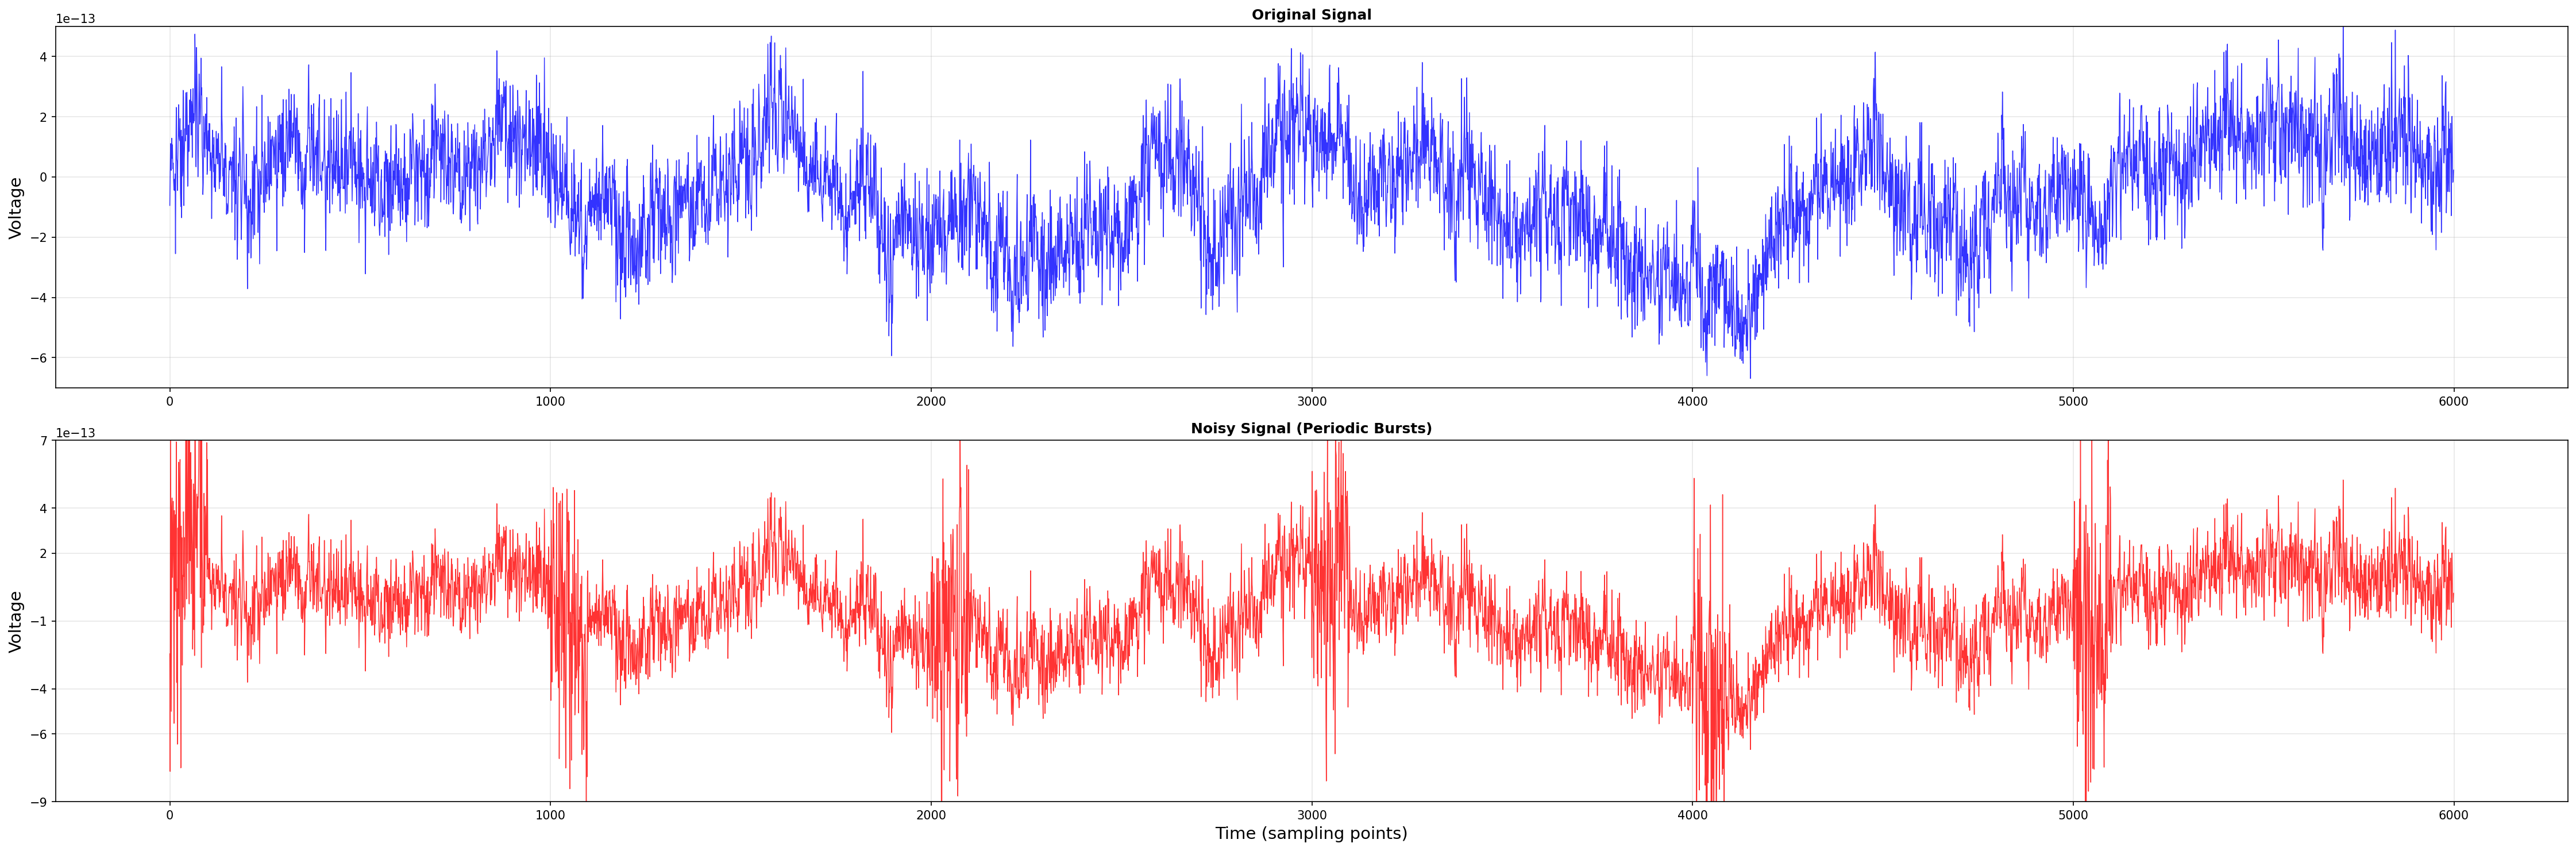 Original Signal
1e−13
Voltage
4
2
0
−2
−4
−6
0 1000 2000 3000 4000 5000 6000
Noisy Signal (Periodic Bursts)
1e−13
Voltage
7
4
2
−1
−4
−6
−9
0 1000 2000 3000 4000 5000 6000
Time (sampling points)